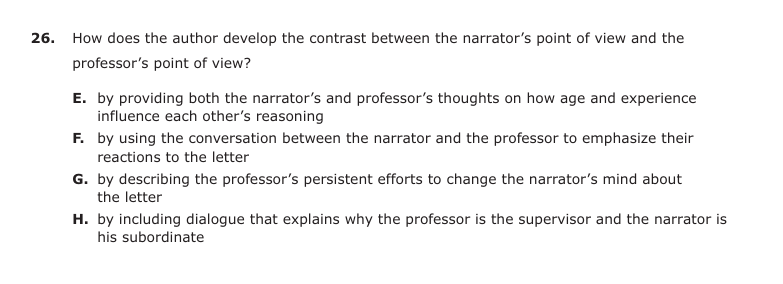 26. How does the author develop the contrast between the narrator’s point of view and the
professor’s point of view?
E. by providing both the narrator’s and professor’s thoughts on how age and experience
influence each other’s reasoning
F. by using the conversation between the narrator and the professor to emphasize their
reactions to the letter
G. by describing the professor’s persistent efforts to change the narrator’s mind about
the letter
H. by including dialogue that explains why the professor is the supervisor and the narrator is
his subordinate